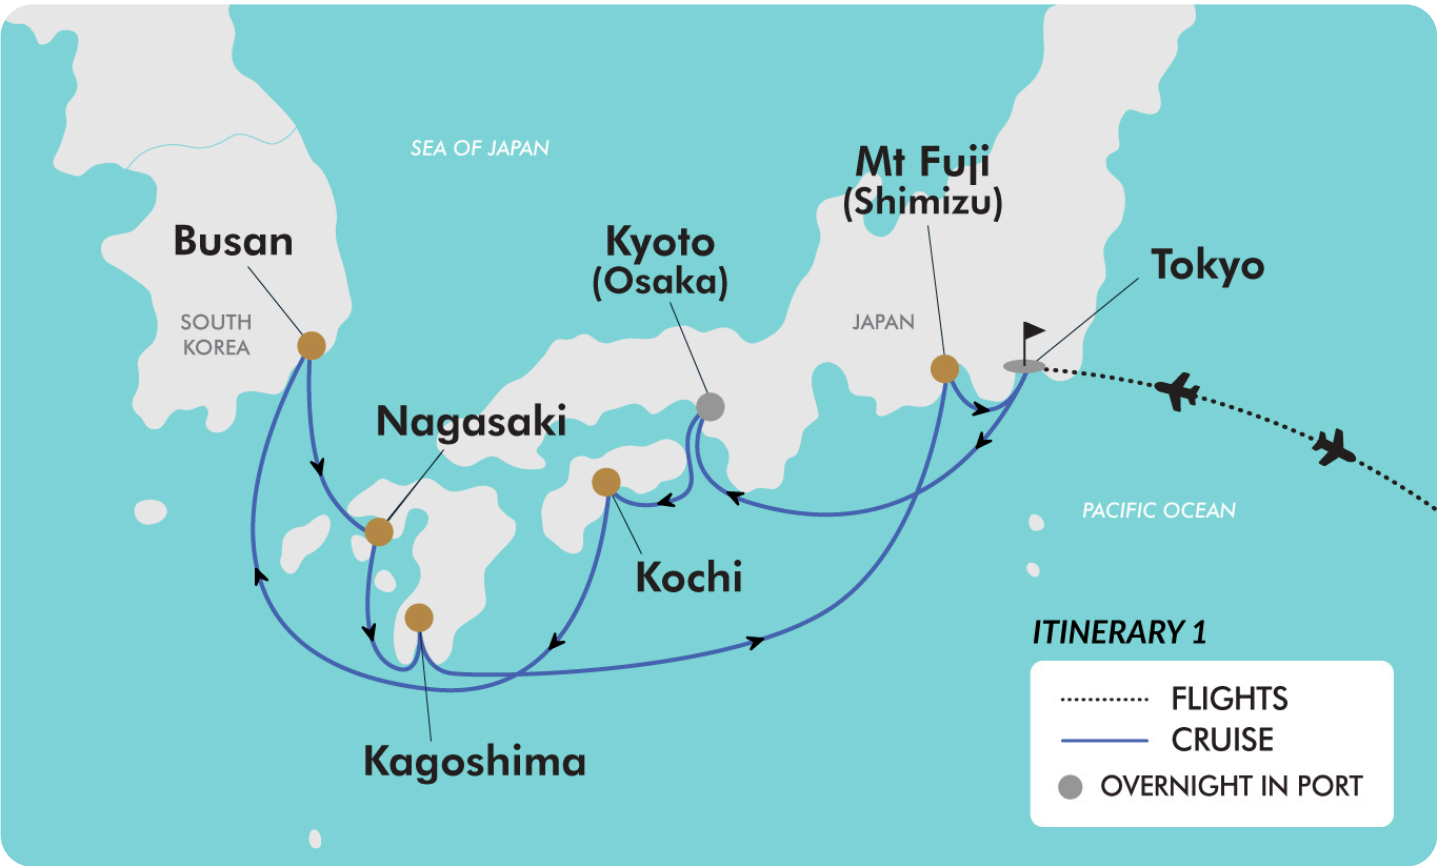 SEA OF JAPAN
Mt Fuji
(Shimizu)
Busan
Kyoto
(Osaka)
Tokyo
SOUTH
KOREA
JAPAN
Nagasaki
PACIFIC OCEAN
Kochi
Kagoshima
ITINERARY 1
FLIGHTS
CRUISE
OVERNIGHT IN PORT